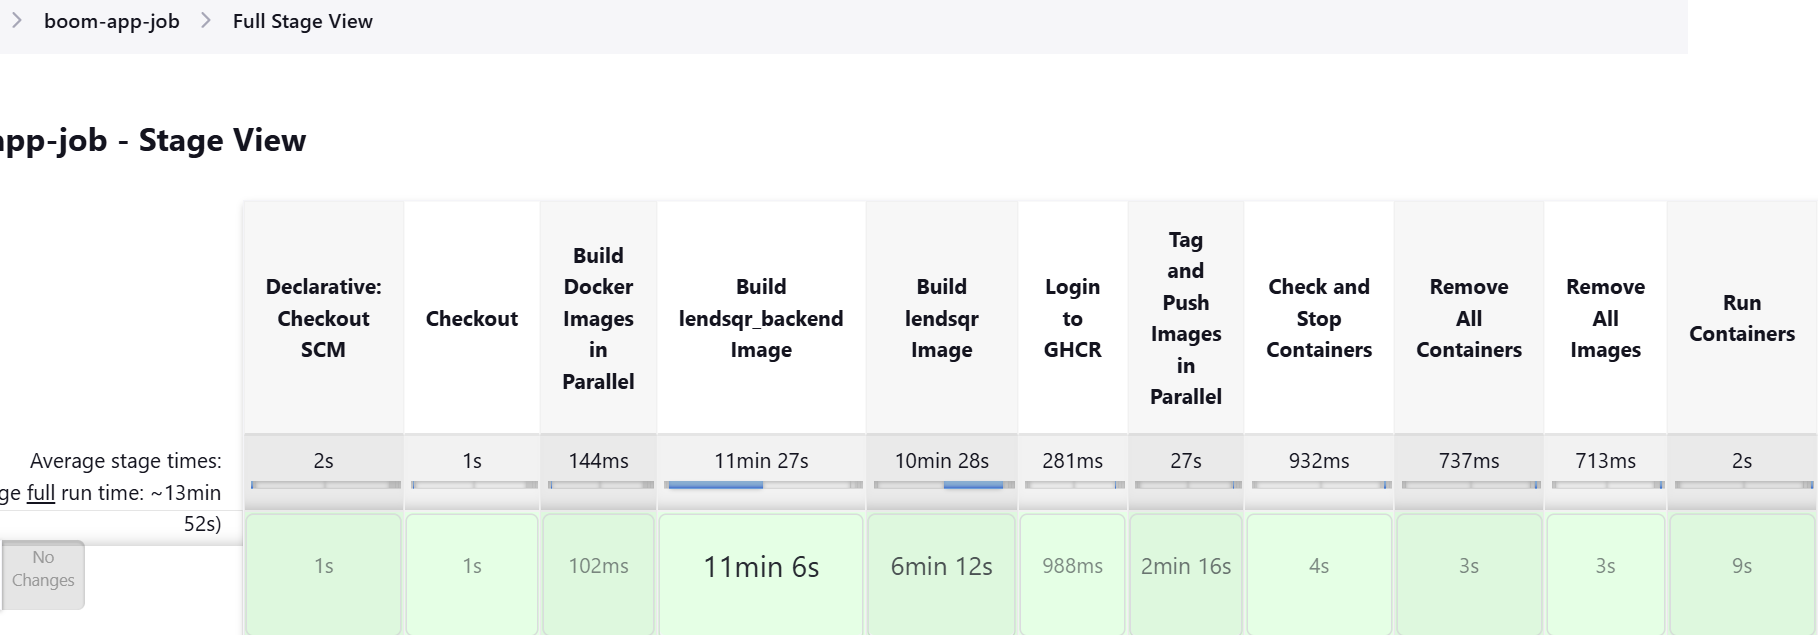 boom-app-job
Full Stage View
app-job - Stage View
Declarative:
Checkout
SCM
Checkout
Build
Docker
Images
in
Parallel
Build
lendsqr_backend
Image
Build
lendsqr
Image
Login
to
GHCR
Tag
and
Push
Images
in
Parallel
Check and
Stop
Containers
Remove
All
Containers
Remove
All
Images
Run
Containers
Average stage times:
ge full run time: ~13min
52s)
2s
1s
144ms
11min 27s
10min 28s
281ms
27s
932ms
737ms
713ms
2s
No
Changes
1s
1s
102ms
11min 6s
6min 12s
988ms
2min 16s
4s
3s
3s
9s